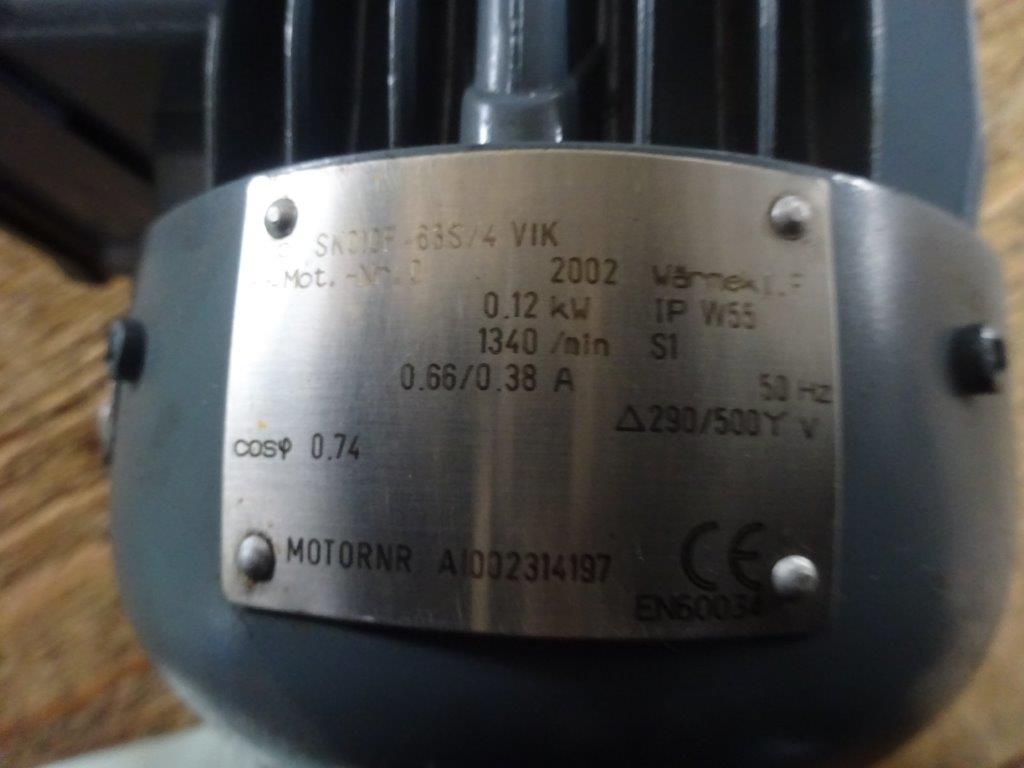 63S/4 VIK
Mot.-Nr. 2002 Wärmekl.F
0.12 kW IP W55
1340 /min S1
0.66/0.38 A 50 Hz
Δ290/500Y V
cosφ 0.74
MOTORNR A1002314197
CE
EN60034